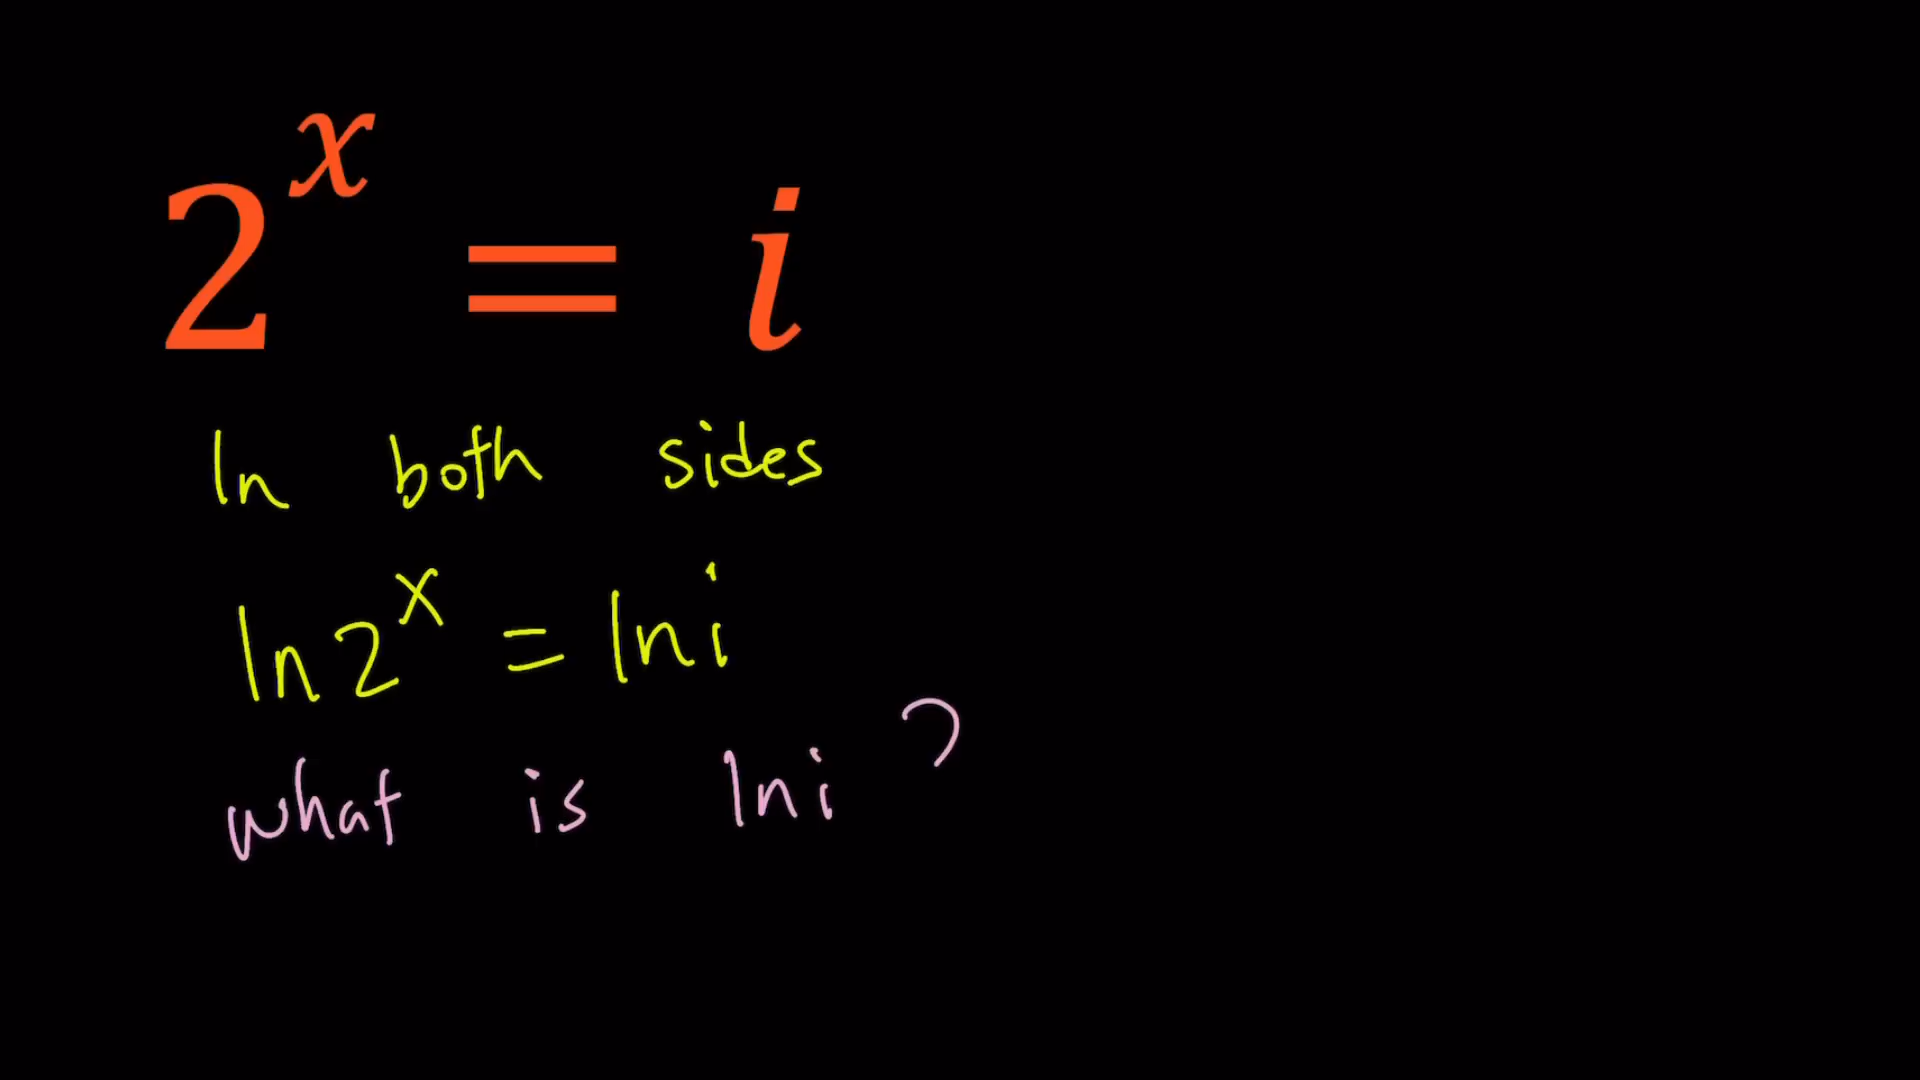 2^x = i
ln both sides
ln 2^x = ln i
what is ln i ?